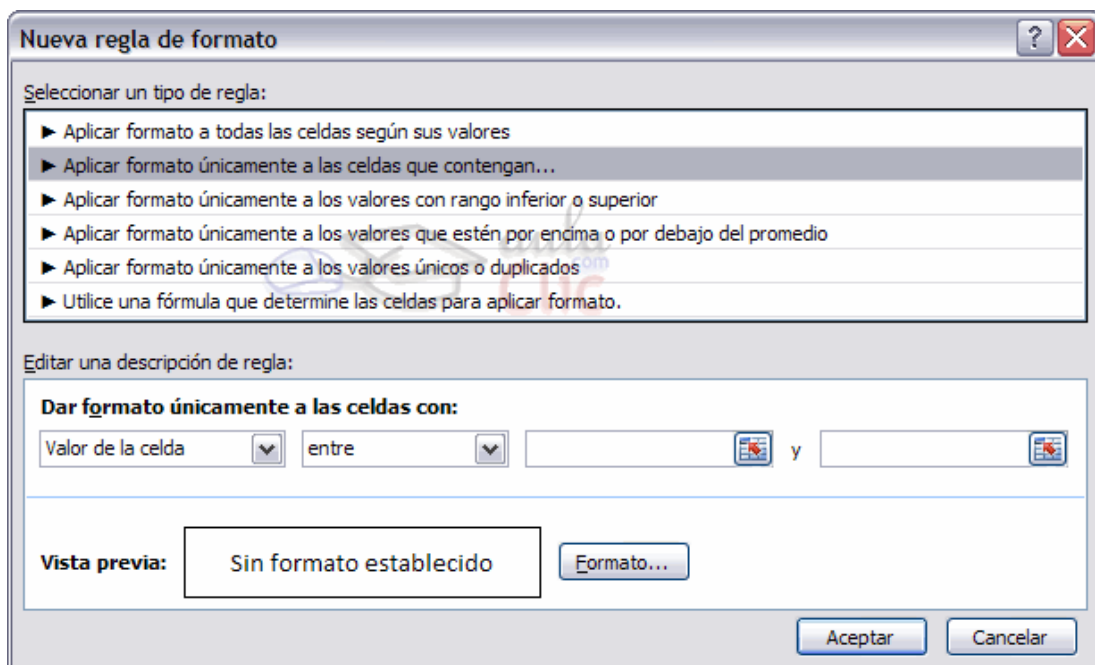 Nueva regla de formato
Seleccionar un tipo de regla:
► Aplicar formato a todas las celdas según sus valores
► Aplicar formato únicamente a las celdas que contengan...
► Aplicar formato únicamente a los valores con rango inferior o superior
► Aplicar formato únicamente a los valores que estén por encima o por debajo del promedio
► Aplicar formato únicamente a los valores únicos o duplicados
► Utilice una fórmula que determine las celdas para aplicar formato.
aula
.com
Clic
Editar una descripción de regla:
Dar formato únicamente a las celdas con:
Valor de la celda entre y
Vista previa: Sin formato establecido Formato...
Aceptar Cancelar